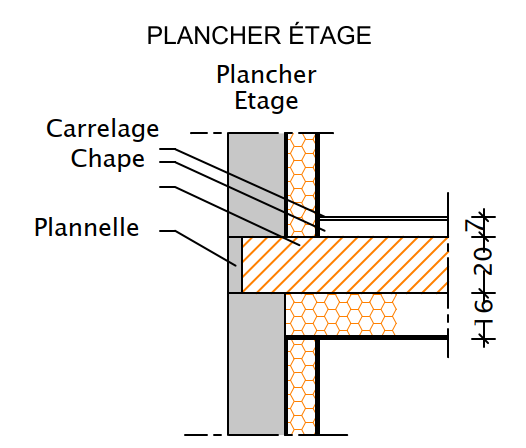 PLANCHER ÉTAGE
Plancher
Etage
Carrelage
Chape
Plannelle
7
20
16